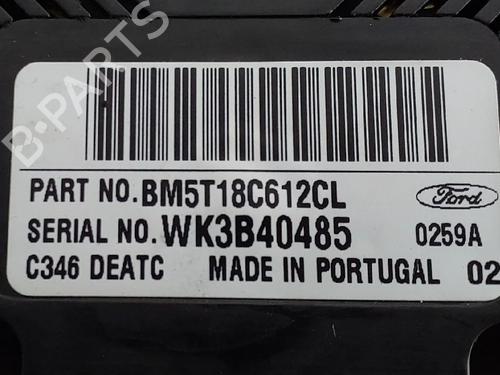 PART NO.BM5T18C612CL
Ford
SERIAL NO.WK3B40485 0259A
C346 DEATC MADE IN PORTUGAL 02
B-PARTS